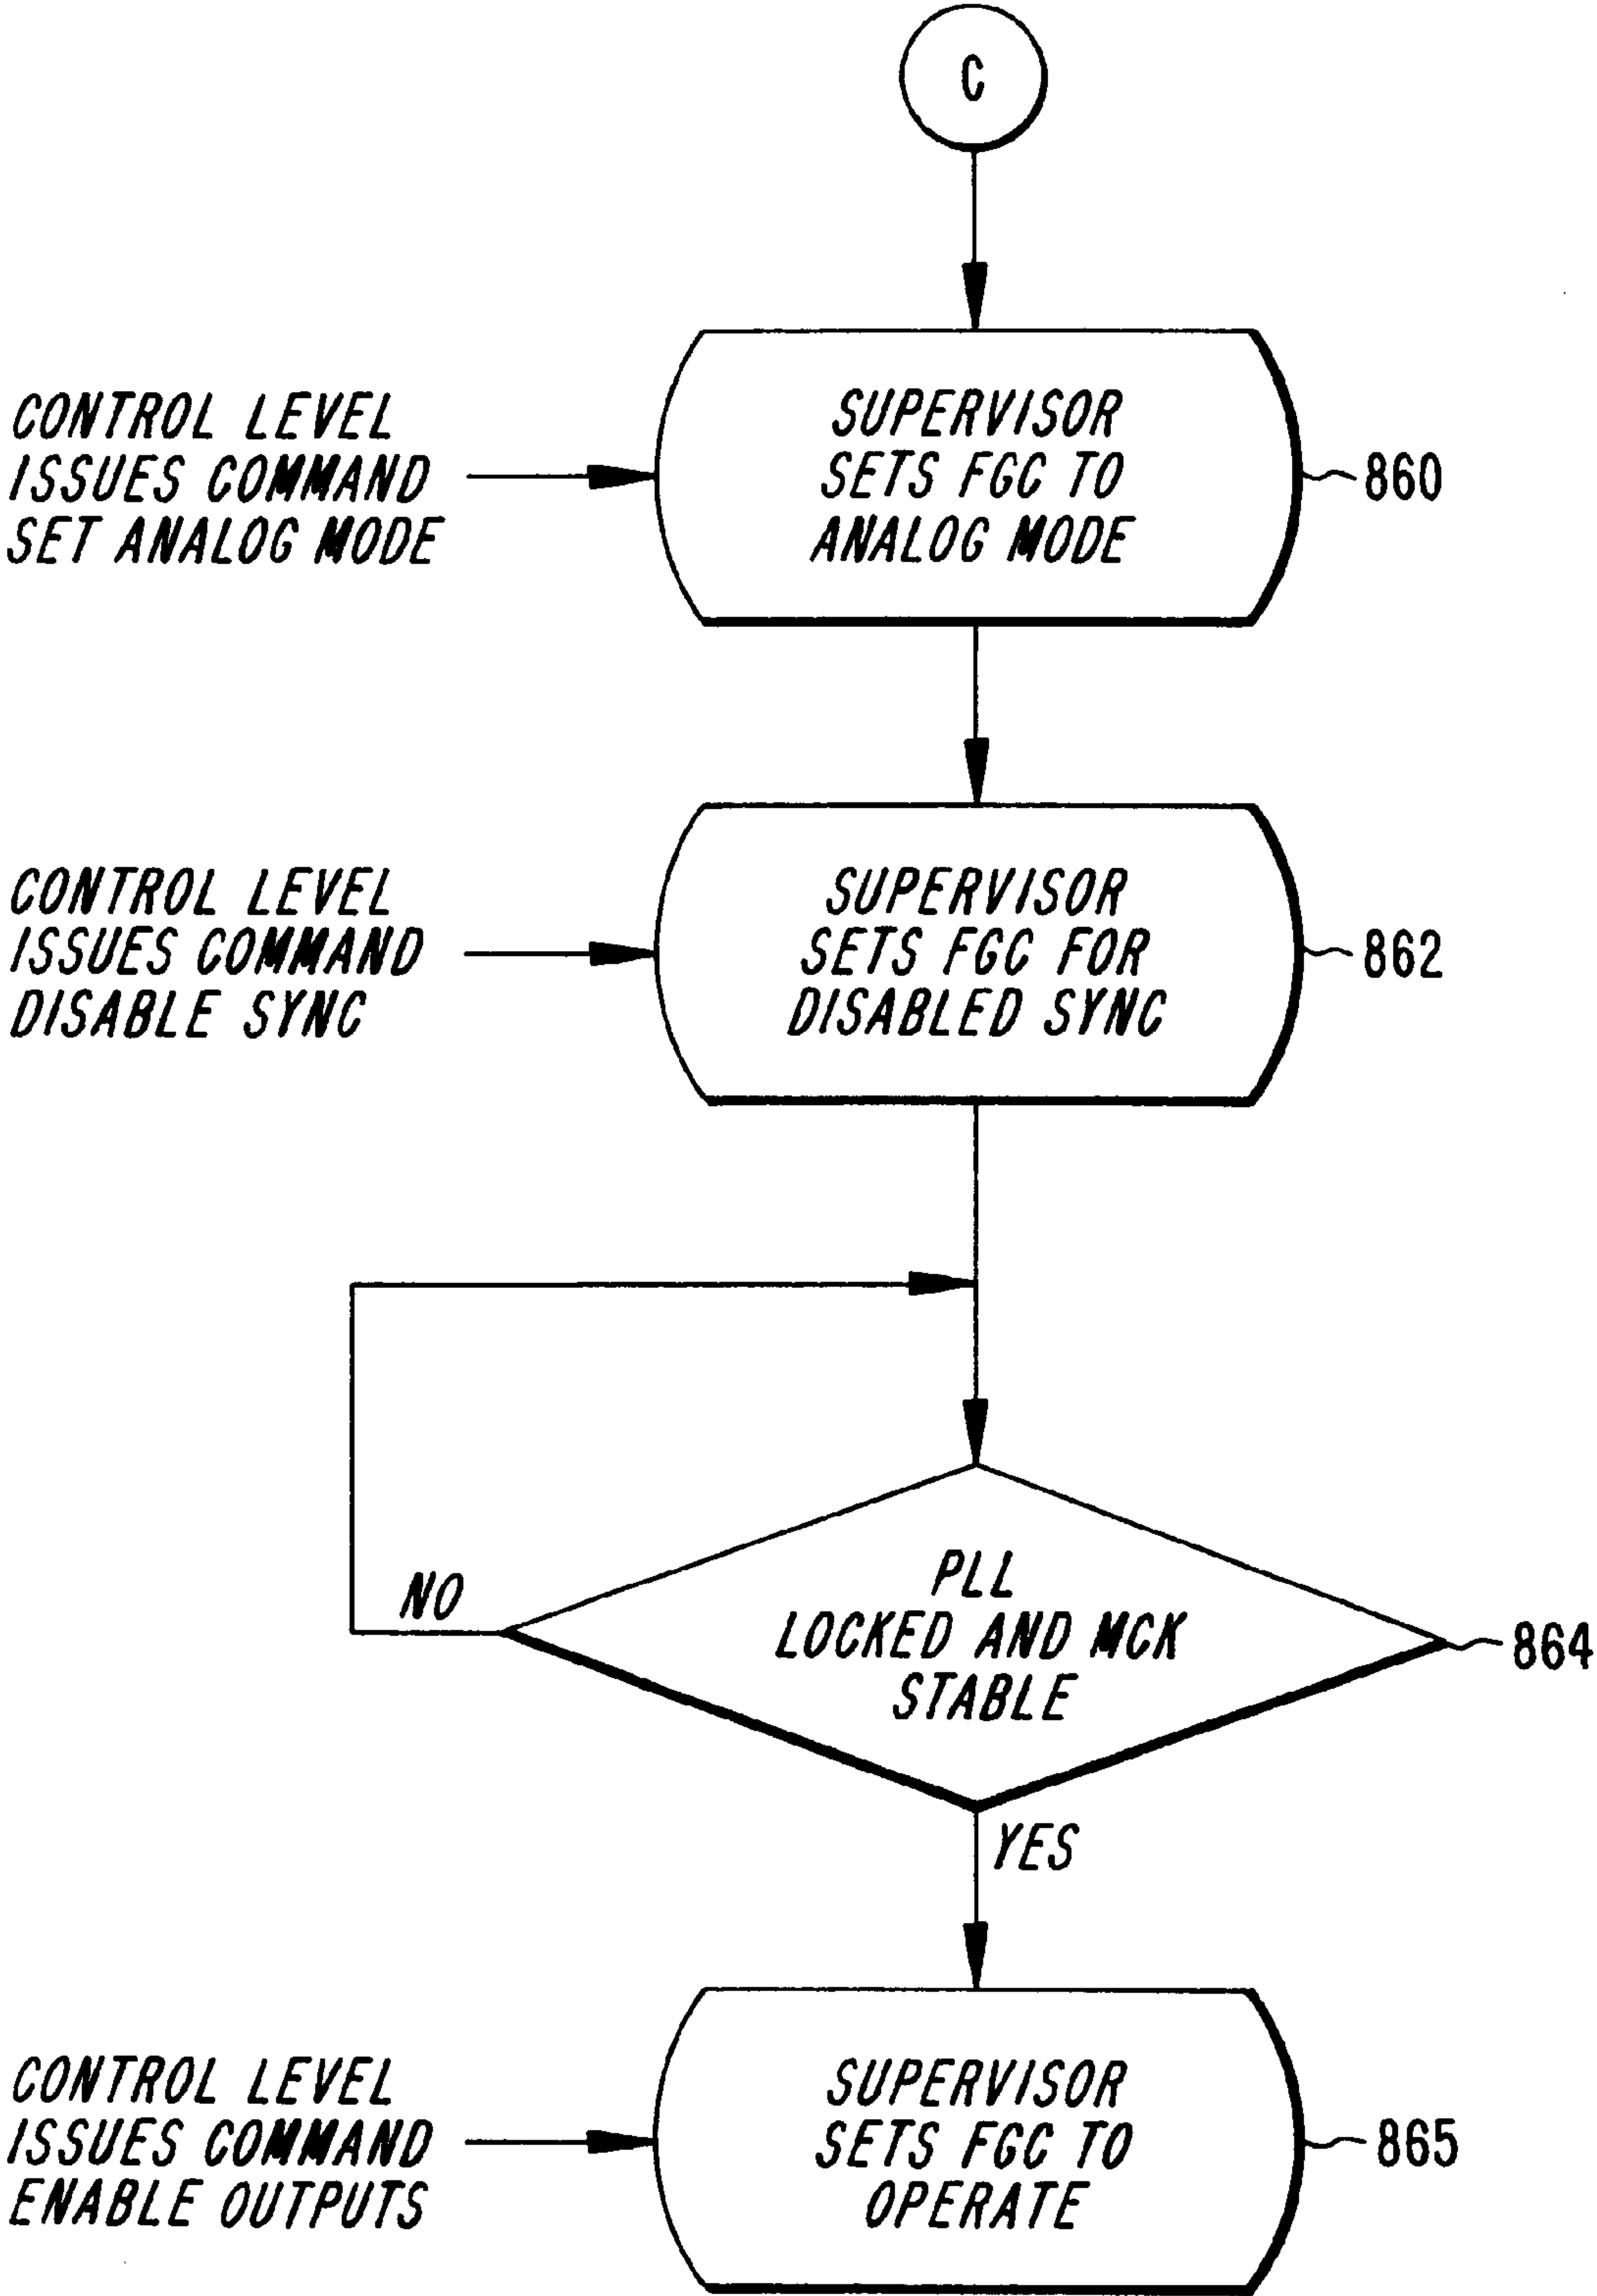 C
CONTROL LEVEL
ISSUES COMMAND
SET ANALOG MODE
SUPERVISOR
SETS FGC TO
ANALOG MODE
860
CONTROL LEVEL
ISSUES COMMAND
DISABLE SYNC
SUPERVISOR
SETS FGC FOR
DISABLED SYNC
862
NO
PLL
LOCKED AND MCK
STABLE
864
YES
CONTROL LEVEL
ISSUES COMMAND
ENABLE OUTPUTS
SUPERVISOR
SETS FGC TO
OPERATE
865